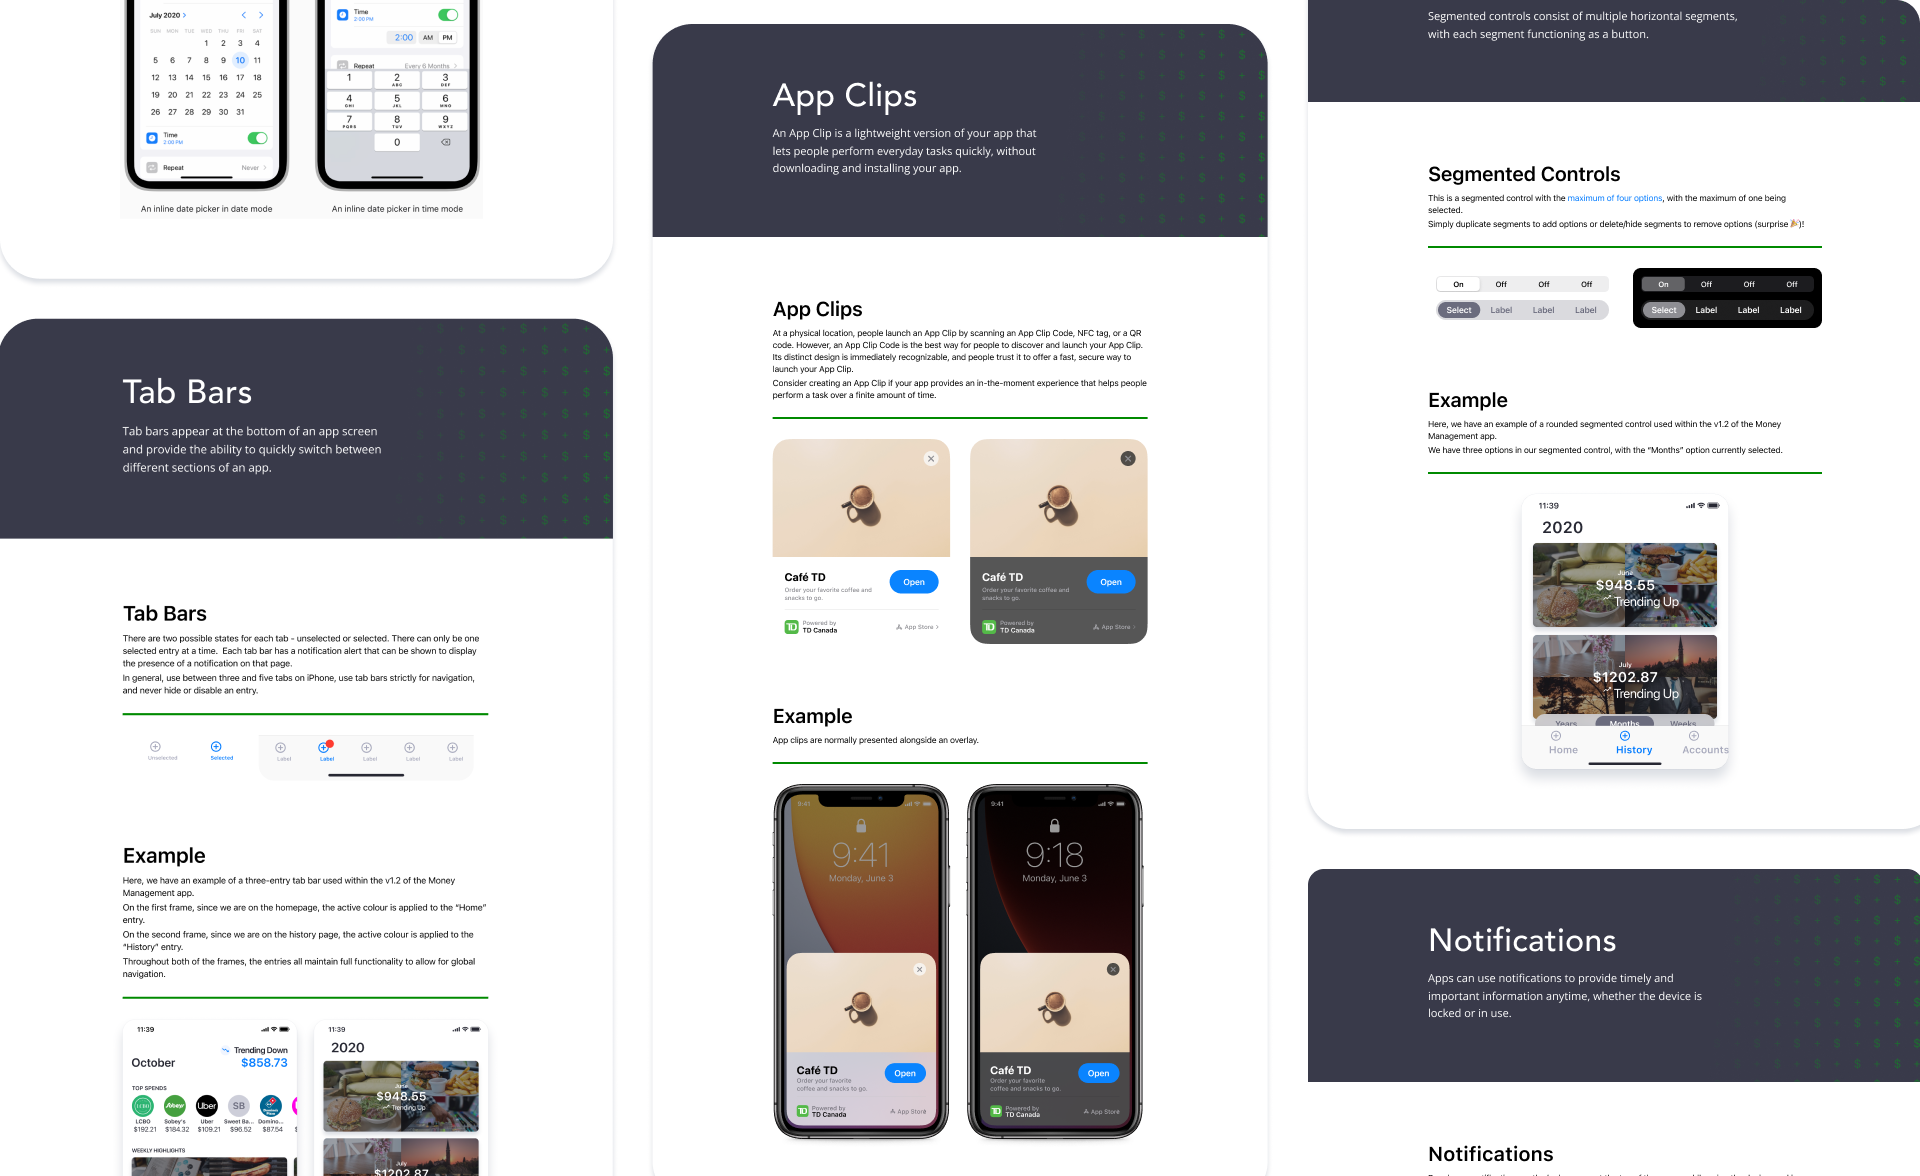 July 2020 >
SUN MON TUE WED THU FRI SAT
1 2 3 4
5 6 7 8 9 10 11
12 13 14 15 16 17 18
19 20 21 22 23 24 25
26 27 28 29 30 31
Time
2:00 PM
Repeat
Never >
An inline date picker in date mode
Time
2:00 PM
2:00 AM PM
Repeat
Every 6 Months >
1 2 3
ABC DEF
4 5 6
GHI JKL MNO
7 8 9
PQRS TUV WXYZ
0
An inline date picker in time mode
Tab Bars
Tab bars appear at the bottom of an app screen
and provide the ability to quickly switch between
different sections of an app.
Tab Bars
There are two possible states for each tab - unselected or selected. There can only be one
selected entry at a time. Each tab bar has a notification alert that can be shown to display
the presence of a notification on that page.
In general, use between three and five tabs on iPhone, use tab bars strictly for navigation,
and never hide or disable an entry.
Unselected Selected Label Label Label Label Label
Example
Here, we have an example of a three-entry tab bar used within the v1.2 of the Money
Management app.
On the first frame, since we are on the homepage, the active colour is applied to the “Home”
entry.
On the second frame, since we are on the history page, the active colour is applied to the
“History” entry.
Throughout both of the frames, the entries all maintain full functionality to allow for global
navigation.
11:39
Trending Down
October $858.73
TOP SPENDS
LCBO Sobeys Uber SB Domino's
LCBO Sobey's Uber Sweet Ba... Domino...
$192.21 $184.32 $109.21 $96.52 $87.54
WEEKLY HIGHLIGHTS
11:39
2020
June
$948.55
Trending Up
July
$1202.87
App Clips
An App Clip is a lightweight version of your app that
lets people perform everyday tasks quickly, without
downloading and installing your app.
App Clips
At a physical location, people launch an App Clip by scanning an App Clip Code, NFC tag, or a QR
code. However, an App Clip Code is the best way for people to discover and launch your App Clip.
Its distinct design is immediately recognizable, and people trust it to offer a fast, secure way to
launch your App Clip.
Consider creating an App Clip if your app provides an in-the-moment experience that helps people
perform a task over a finite amount of time.
Café TD
Order your favorite coffee and
snacks to go.
Open
TD
Powered by
TD Canada
App Store >
Café TD
Order your favorite coffee and
snacks to go.
Open
TD
Powered by
TD Canada
App Store >
Example
App clips are normally presented alongside an overlay.
9:41
9:41
Monday, June 3
Café TD
Order your favorite
coffee and snacks to go.
Open
TD
Powered by
TD Canada
App Store
9:41
9:18
Monday, June 3
Café TD
Order your favorite
coffee and snacks to go.
Open
TD
Powered by
TD Canada
App Store
Segmented controls consist of multiple horizontal segments,
with each segment functioning as a button.
Segmented Controls
This is a segmented control with the maximum of four options, with the maximum of one being
selected.
Simply duplicate segments to add options or delete/hide segments to remove options (surprise 🎉)!
On Off Off Off
Select Label Label Label
On Off Off Off
Select Label Label Label
Example
Here, we have an example of a rounded segmented control used within the v1.2 of the Money
Management app.
We have three options in our segmented control, with the “Months” option currently selected.
11:39
2020
June
$948.55
Trending Up
July
$1202.87
Trending Up
Years Months Weeks
Home History Accounts
Notifications
Apps can use notifications to provide timely and
important information anytime, whether the device is
locked or in use.
Notifications